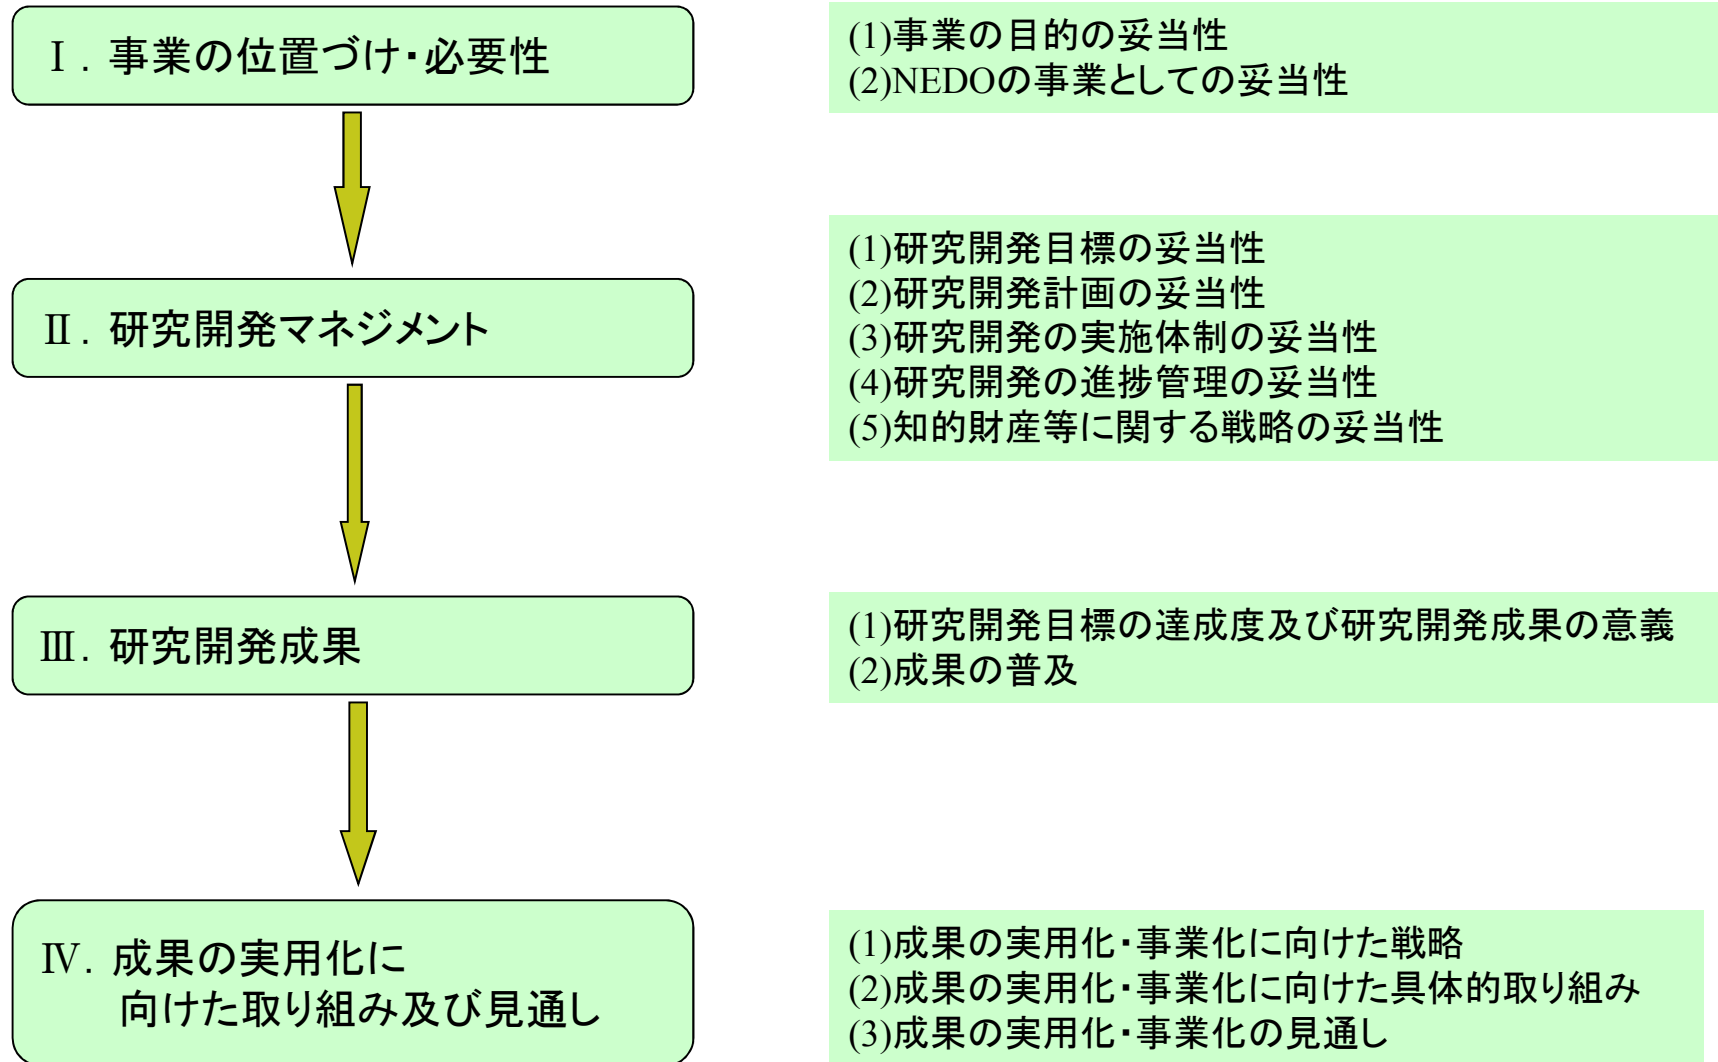 Ⅰ. 事業の位置づけ・必要性
(1)事業の目的の妥当性
(2)NEDOの事業としての妥当性
Ⅱ. 研究開発マネジメント
(1)研究開発目標の妥当性
(2)研究開発計画の妥当性
(3)研究開発の実施体制の妥当性
(4)研究開発の進捗管理の妥当性
(5)知的財産等に関する戦略の妥当性
Ⅲ. 研究開発成果
(1)研究開発目標の達成度及び研究開発成果の意義
(2)成果の普及
Ⅳ. 成果の実用化に
向けた取り組み及び見通し
(1)成果の実用化・事業化に向けた戦略
(2)成果の実用化・事業化に向けた具体的取り組み
(3)成果の実用化・事業化の見通し